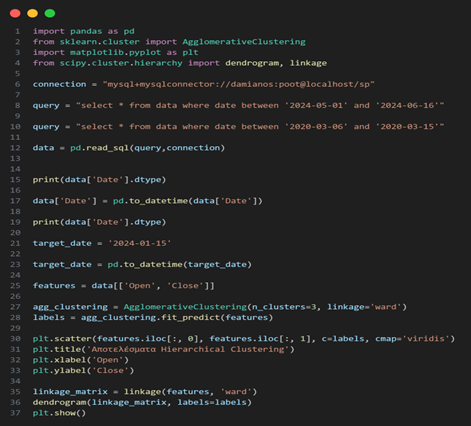 1 import pandas as pd
2 from sklearn.cluster import AgglomerativeClustering
3 import matplotlib.pyplot as plt
4 from scipy.cluster.hierarchy import dendrogram, linkage
5
6 connection = "mysql+mysqlconnector://damianos:poot@localhost/sp"
7
8 query = "select * from data where date between '2024-05-01' and '2024-06-16'"
9
10 query = "select * from data where date between '2020-03-06' and '2020-03-15'"
11
12 data = pd.read_sql(query,connection)
13
14
15 print(data['Date'].dtype)
16
17 data['Date'] = pd.to_datetime(data['Date'])
18
19 print(data['Date'].dtype)
20
21 target_date = '2024-01-15'
22
23 target_date = pd.to_datetime(target_date)
24
25 features = data[['Open', 'Close']]
26
27 agg_clustering = AgglomerativeClustering(n_clusters=3, linkage='ward')
28 labels = agg_clustering.fit_predict(features)
29
30 plt.scatter(features.iloc[:, 0], features.iloc[:, 1], c=labels, cmap='viridis')
31 plt.title('Αποτελέσματα Hierarchical Clustering')
32 plt.xlabel('Open')
33 plt.ylabel('Close')
34
35 linkage_matrix = linkage(features, 'ward')
36 dendrogram(linkage_matrix, labels=labels)
37 plt.show()